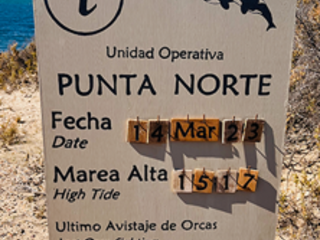 i
Unidad Operativa
PUNTA NORTE
Fecha 14 Mar 23
Date
Marea Alta 15 17
High Tide
Ultimo Avistaje de Orcas